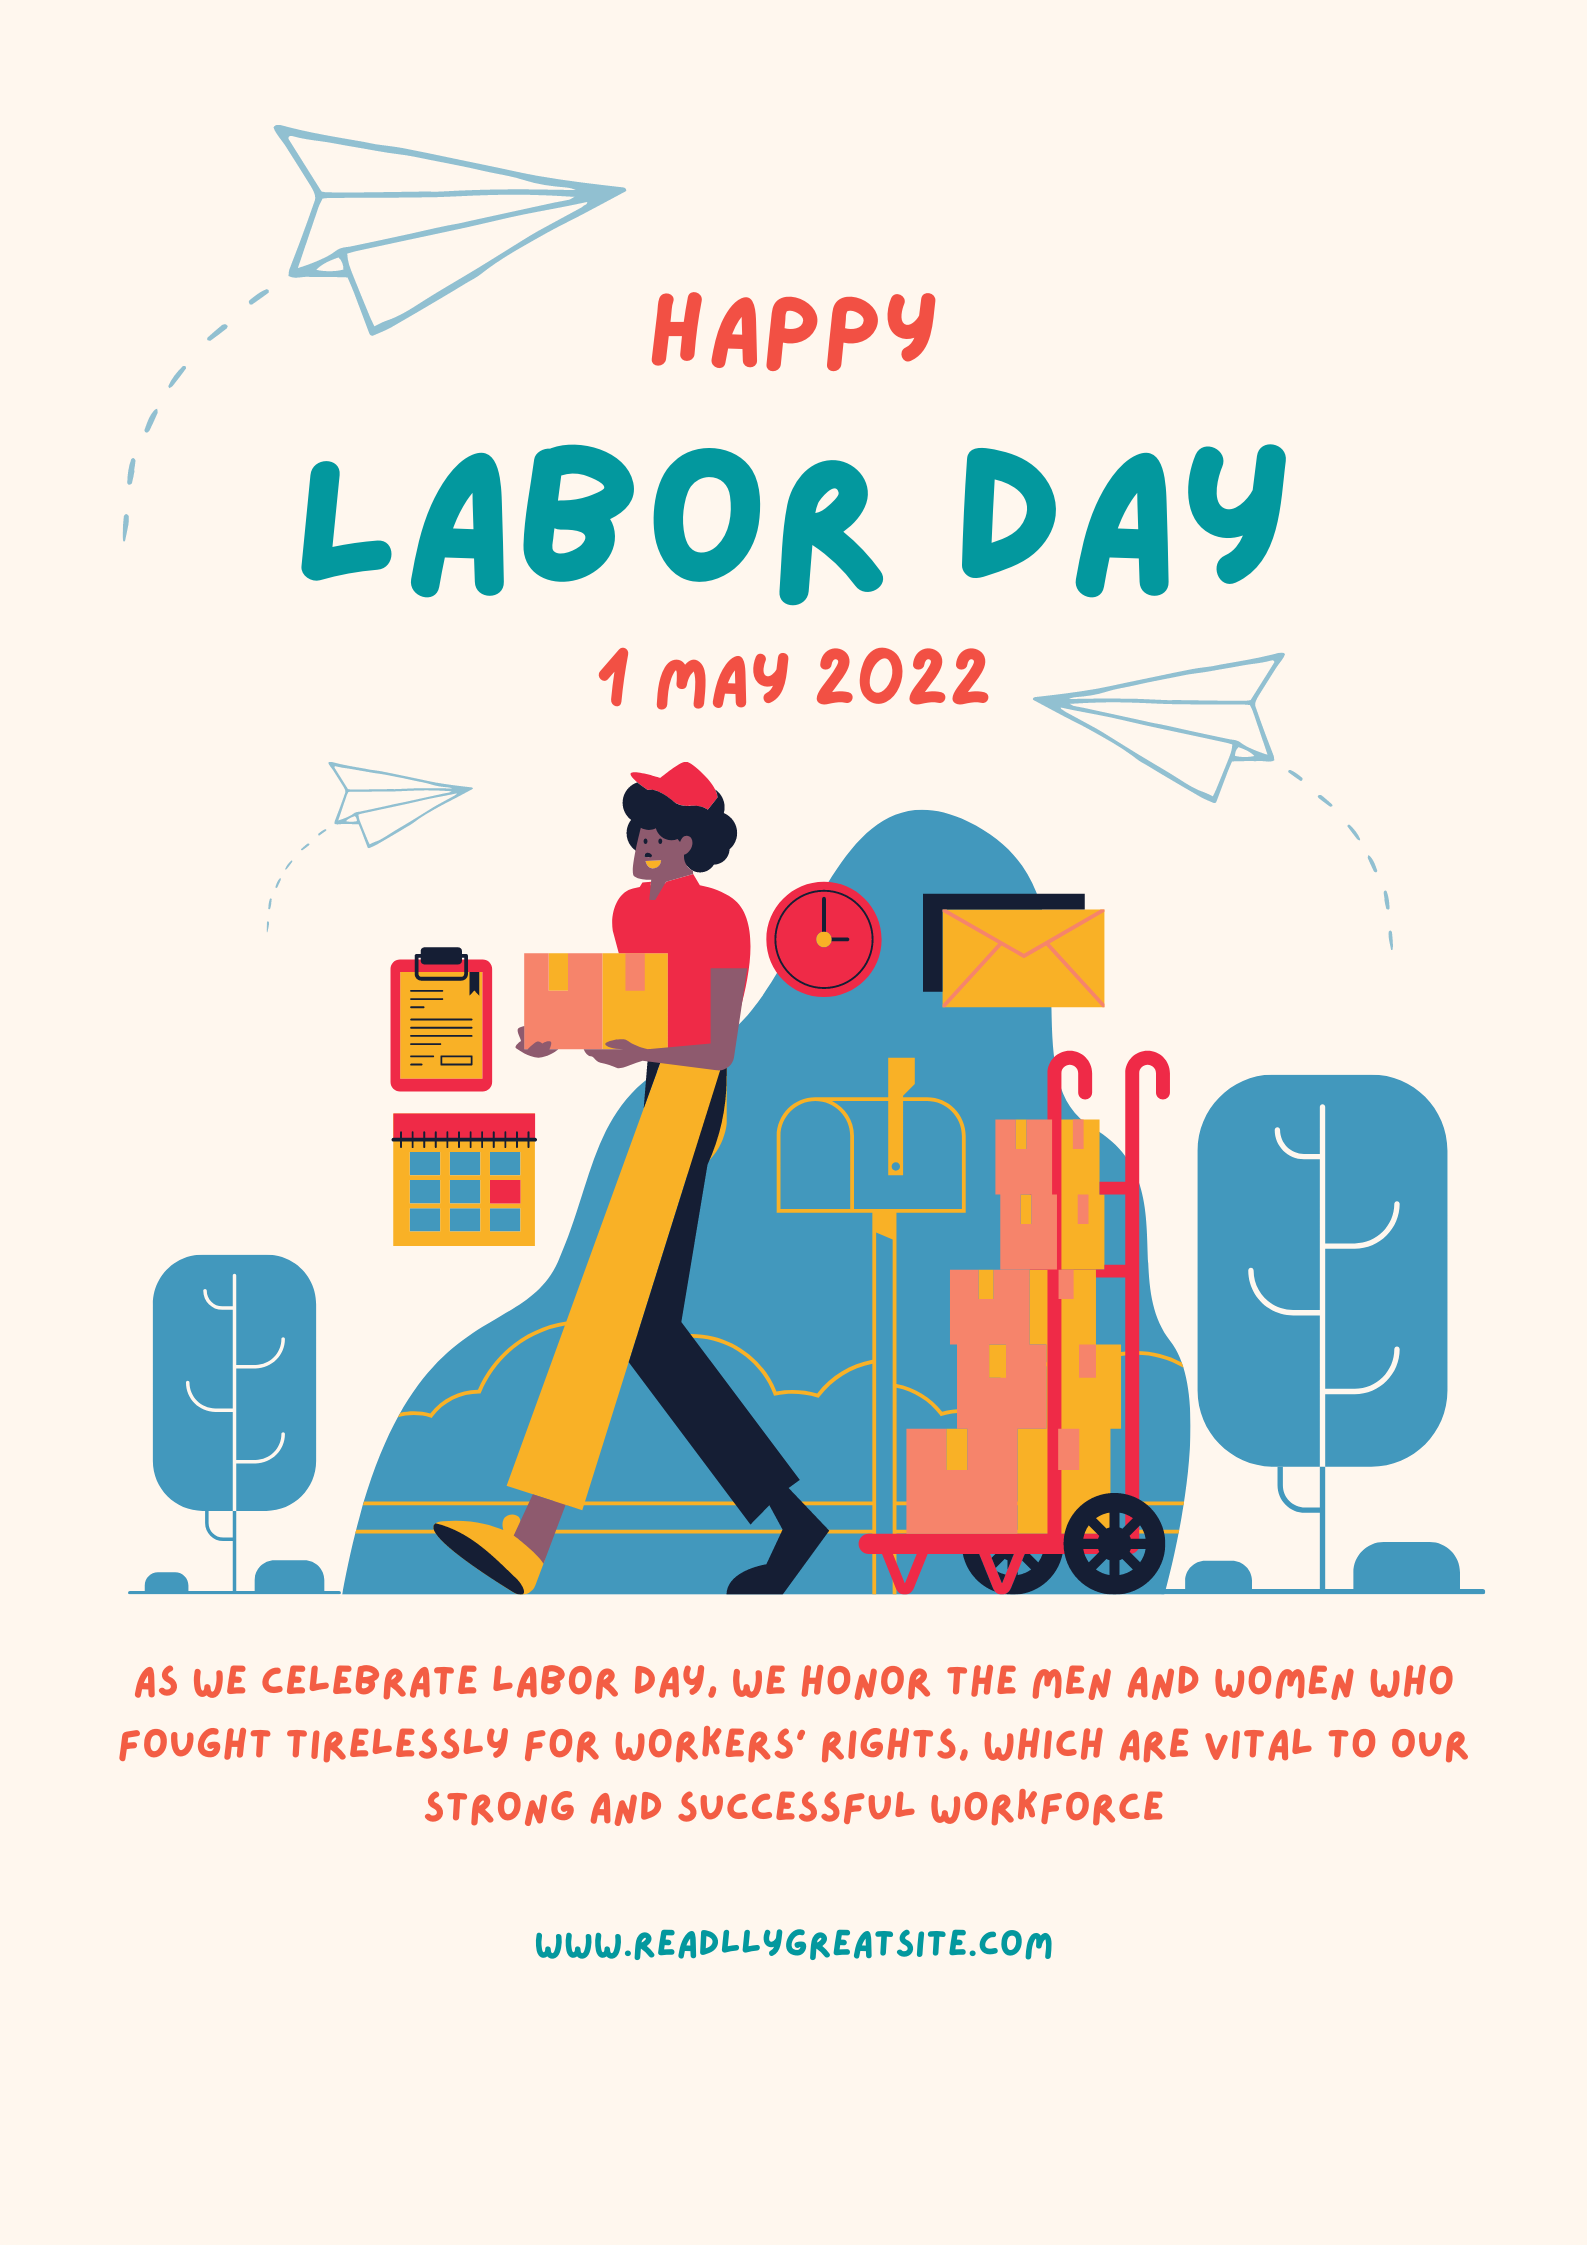 HAPPY
LABOR DAY
1 MAY 2022
AS WE CELEBRATE LABOR DAY, WE HONOR THE MEN AND WOMEN WHO
FOUGHT TIRELESSLY FOR WORKERS' RIGHTS, WHICH ARE VITAL TO OUR
STRONG AND SUCCESSFUL WORKFORCE
WWW.READLLYGREATSITE.COM